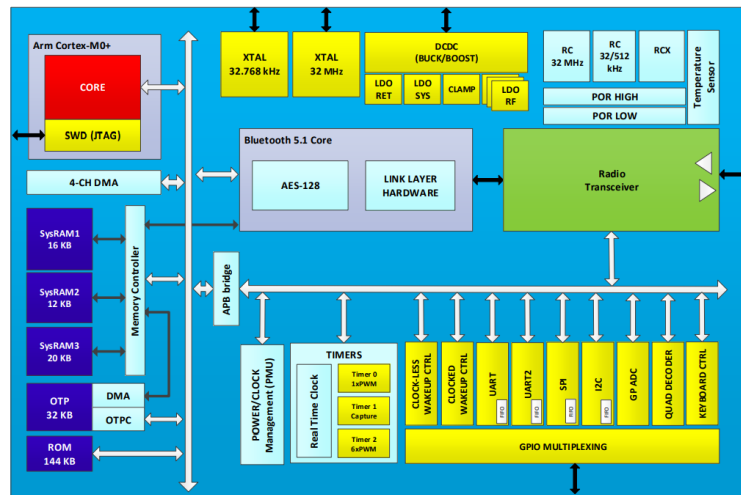 Arm Cortex-M0+
CORE
SWD (JTAG)
XTAL
32.768 kHz
XTAL
32 MHz
DCDC
(BUCK/BOOST)
LDO
RET
LDO
SYS
CLAMP
LDO
RF
RC
32 MHz
RC
32/512
kHz
RCX
POR HIGH
POR LOW
Temperature
Sensor
Bluetooth 5.1 Core
AES-128
LINK LAYER
HARDWARE
Radio
Transceiver
4-CH DMA
SysRAM1
16 KB
SysRAM2
12 KB
SysRAM3
20 KB
Memory Controller
OTP
32 KB
DMA
OTPC
ROM
144 KB
APB bridge
POWER/CLOCK
Management (PMU)
TIMERS
Real Time Clock
Timer 0
1xPWM
Timer 1
Capture
Timer 2
6xPWM
CLOCK-LESS
WAKEUP CTRL
CLOCKED
WAKEUP CTRL
UART
FIFO
UART2
FIFO
SPI
FIFO
I2C
FIFO
GP ADC
QUAD DECODER
KEYBOARD CTRL
GPIO MULTIPLEXING